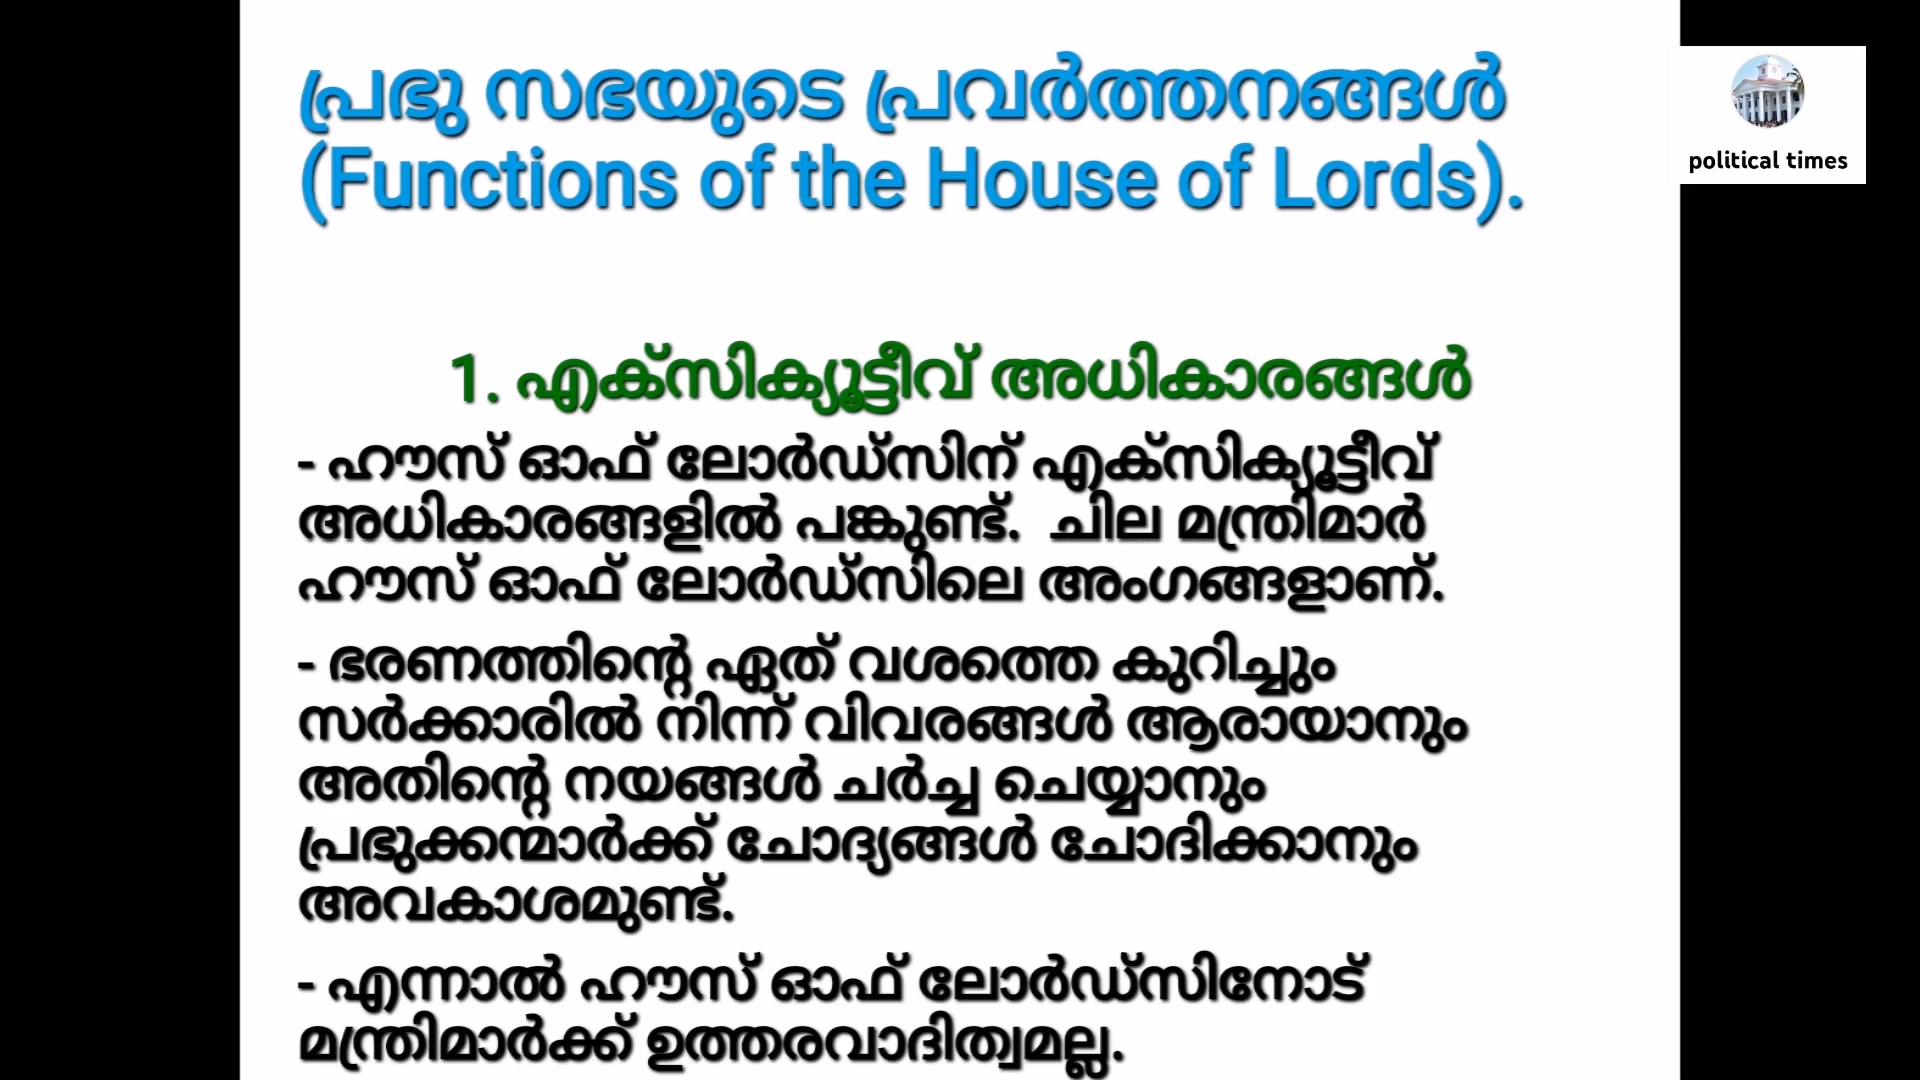 പ്രഭു സഭയുടെ പ്രവർത്തനങ്ങൾ
(Functions of the House of Lords).
political times
1. എക്സിക്യൂട്ടീവ് അധികാരങ്ങൾ
- ഹൗസ് ഓഫ് ലോർഡ്സിന് എക്സിക്യൂട്ടീവ്
അധികാരങ്ങളിൽ പങ്കുണ്ട്. ചില മന്ത്രിമാർ
ഹൗസ് ഓഫ് ലോർഡ്സിലെ അംഗങ്ങളാണ്.
- ഭരണത്തിന്റെ ഏത് വശത്തെ കുറിച്ചും
സർക്കാരിൽ നിന്ന് വിവരങ്ങൾ ആരായാനും
അതിന്റെ നയങ്ങൾ ചർച്ച ചെയ്യാനും
പ്രഭുക്കന്മാർക്ക് ചോദ്യങ്ങൾ ചോദിക്കാനും
അവകാശമുണ്ട്.
- എന്നാൽ ഹൗസ് ഓഫ് ലോർഡ്സിനോട്
മന്ത്രിമാർക്ക് ഉത്തരവാദിത്വമല്ല.